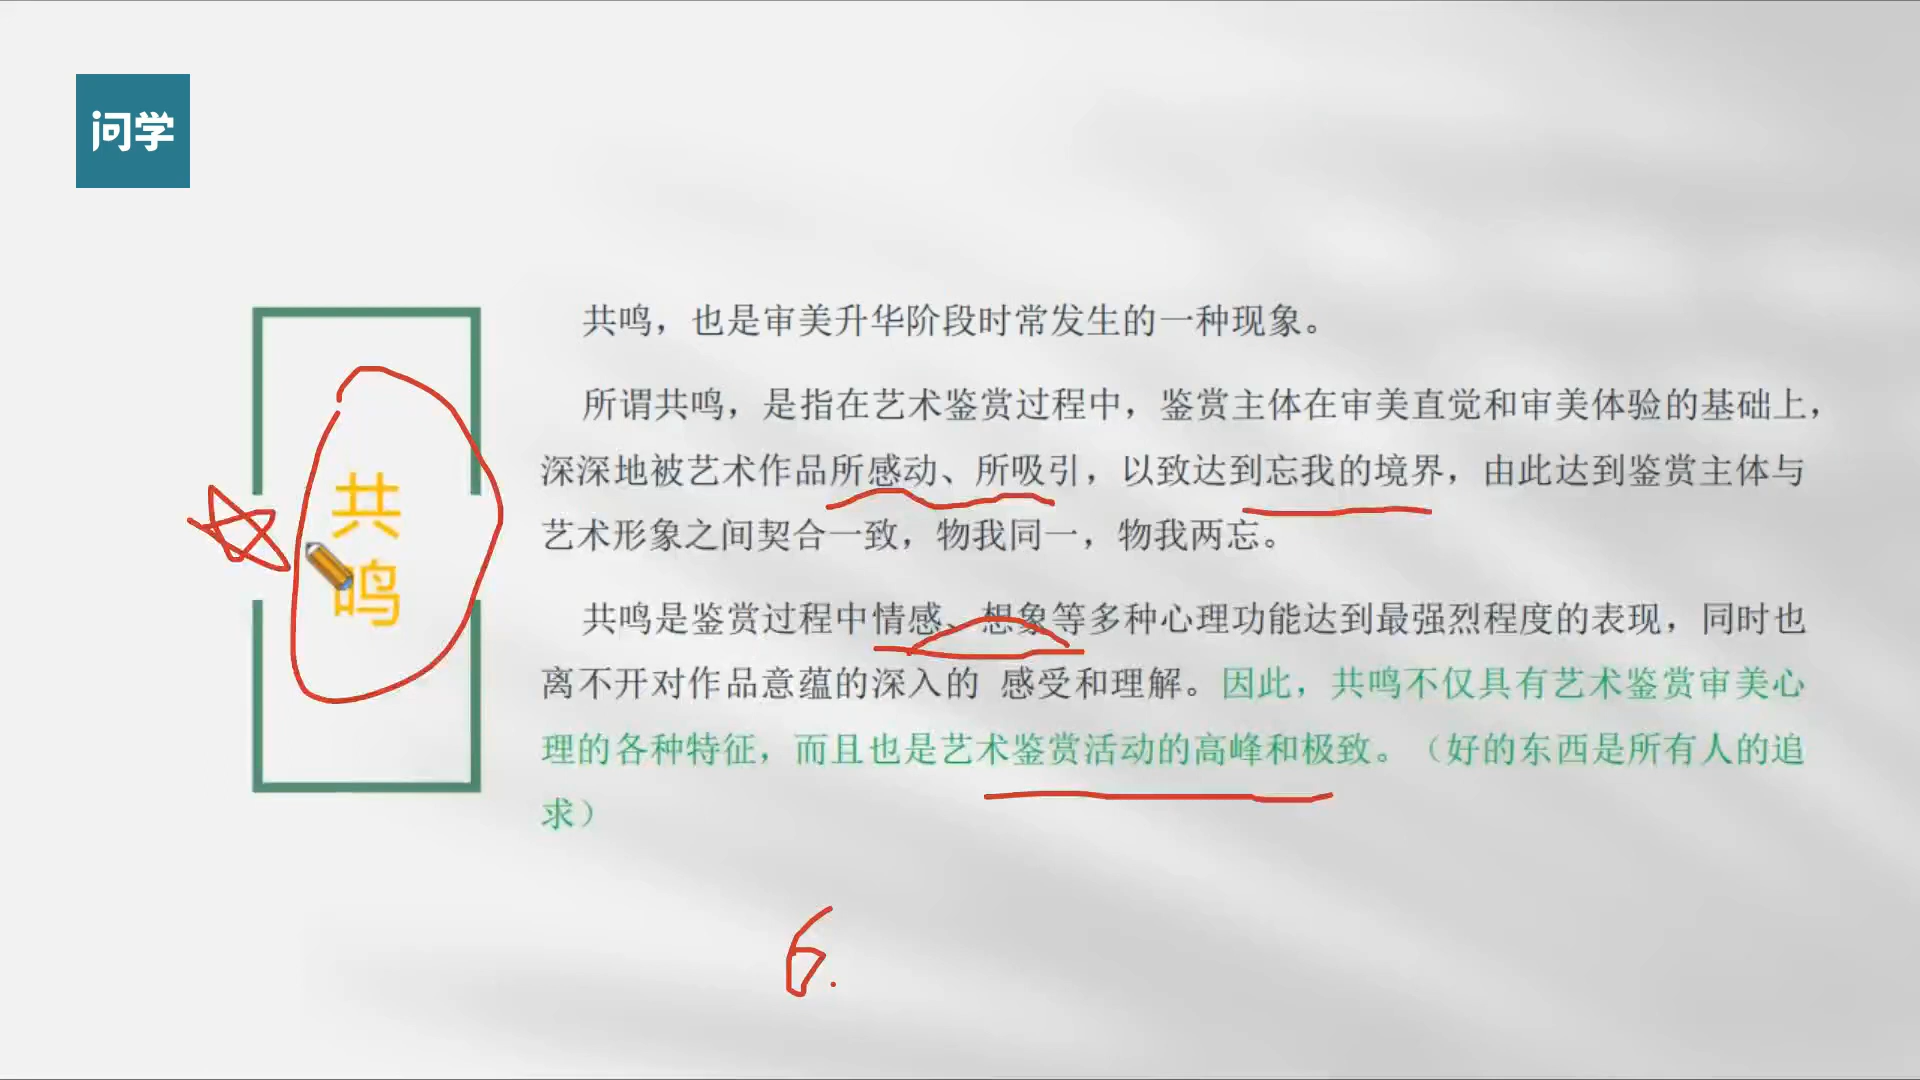 问学
共鸣
共鸣，也是审美升华阶段时常发生的一种现象。
所谓共鸣，是指在艺术鉴赏过程中，鉴赏主体在审美直觉和审美体验的基础上，
深深地被艺术作品所感动、所吸引，以致达到忘我的境界，由此达到鉴赏主体与
艺术形象之间契合一致，物我同一，物我两忘。
共鸣是鉴赏过程中情感、想象等多种心理功能达到最强烈程度的表现，同时也
离不开对作品意蕴的深入的 感受和理解。因此，共鸣不仅具有艺术鉴赏审美心
理的各种特征，而且也是艺术鉴赏活动的高峰和极致。（好的东西是所有人的追
求）
6.